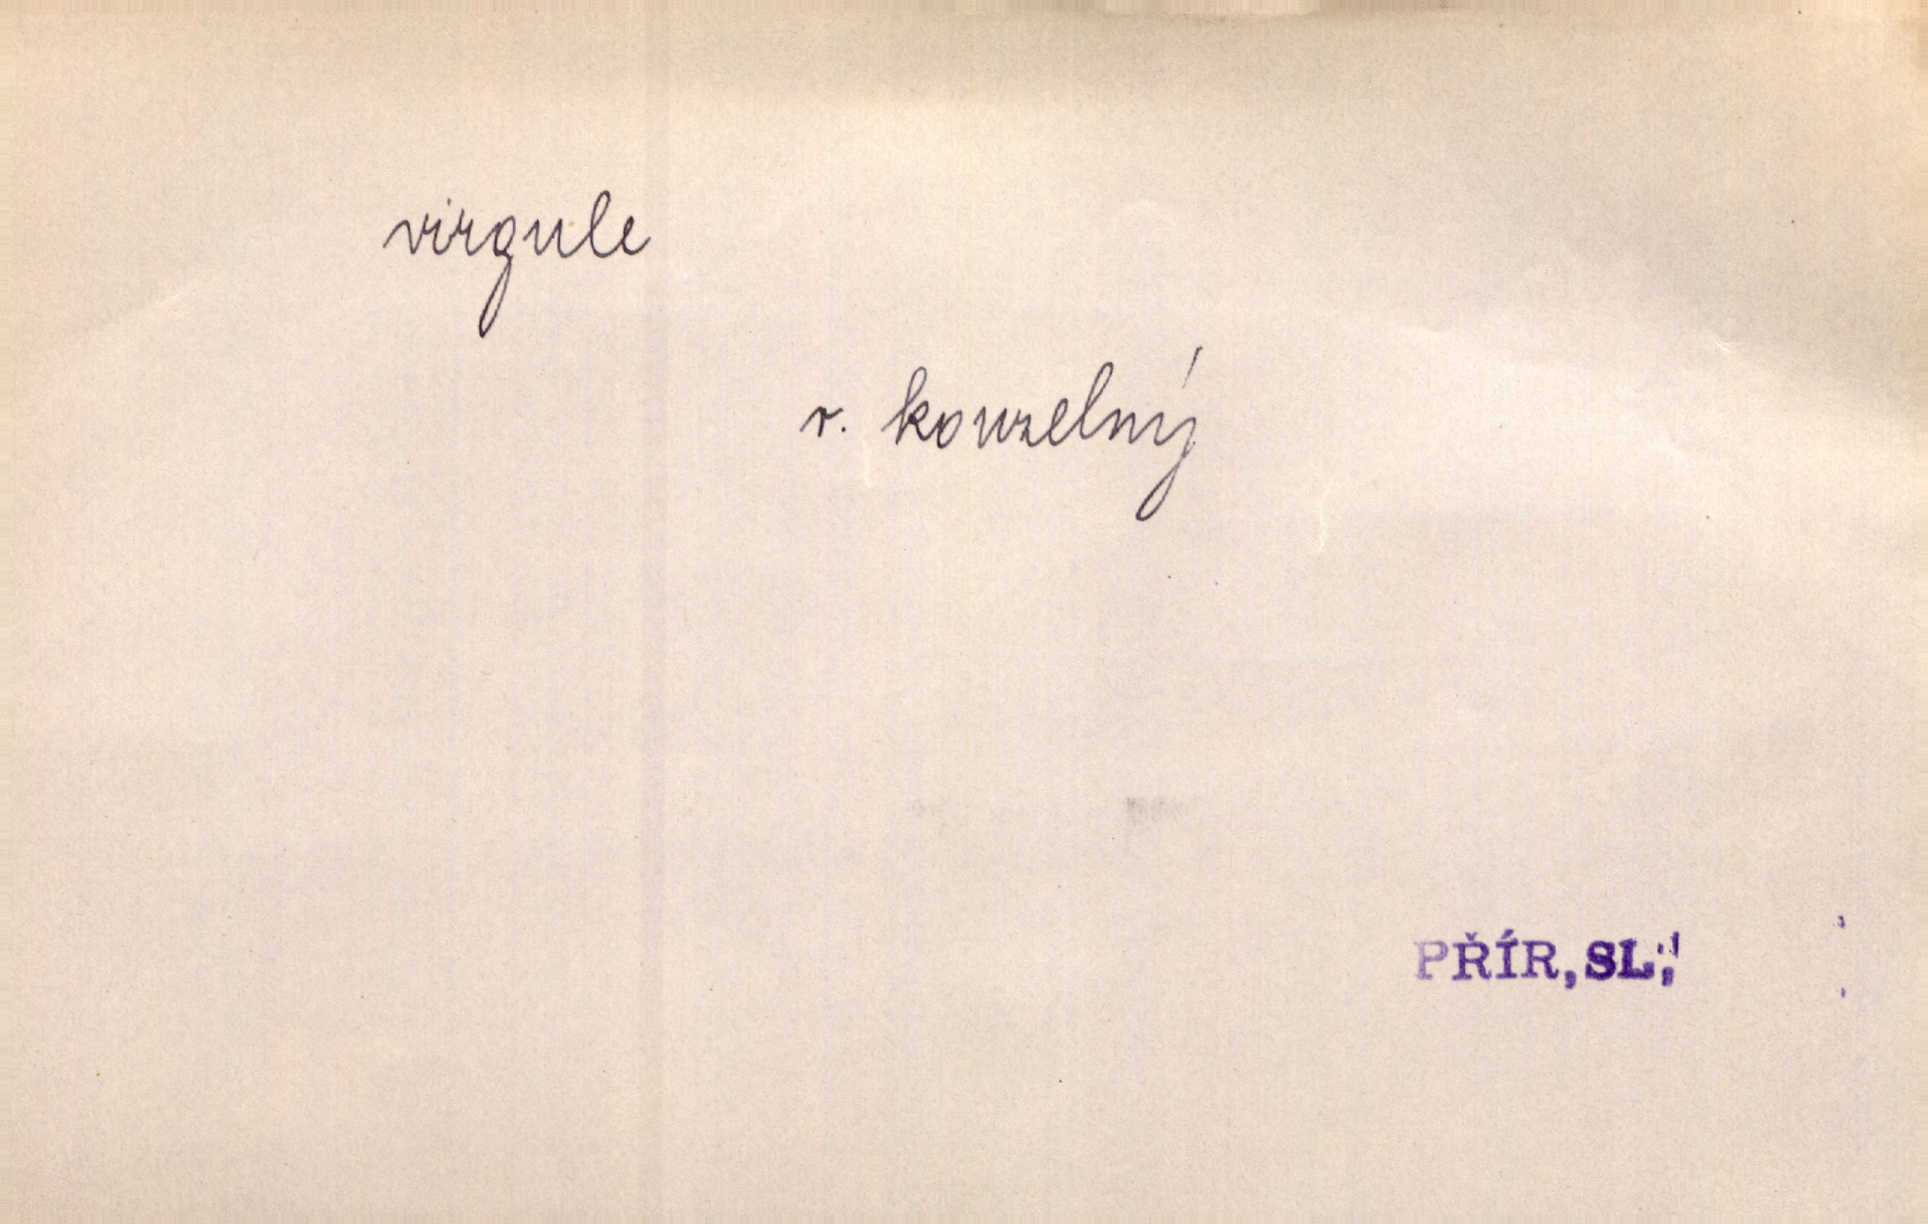 virgule
v. kouzelný
PŘÍR, SL,